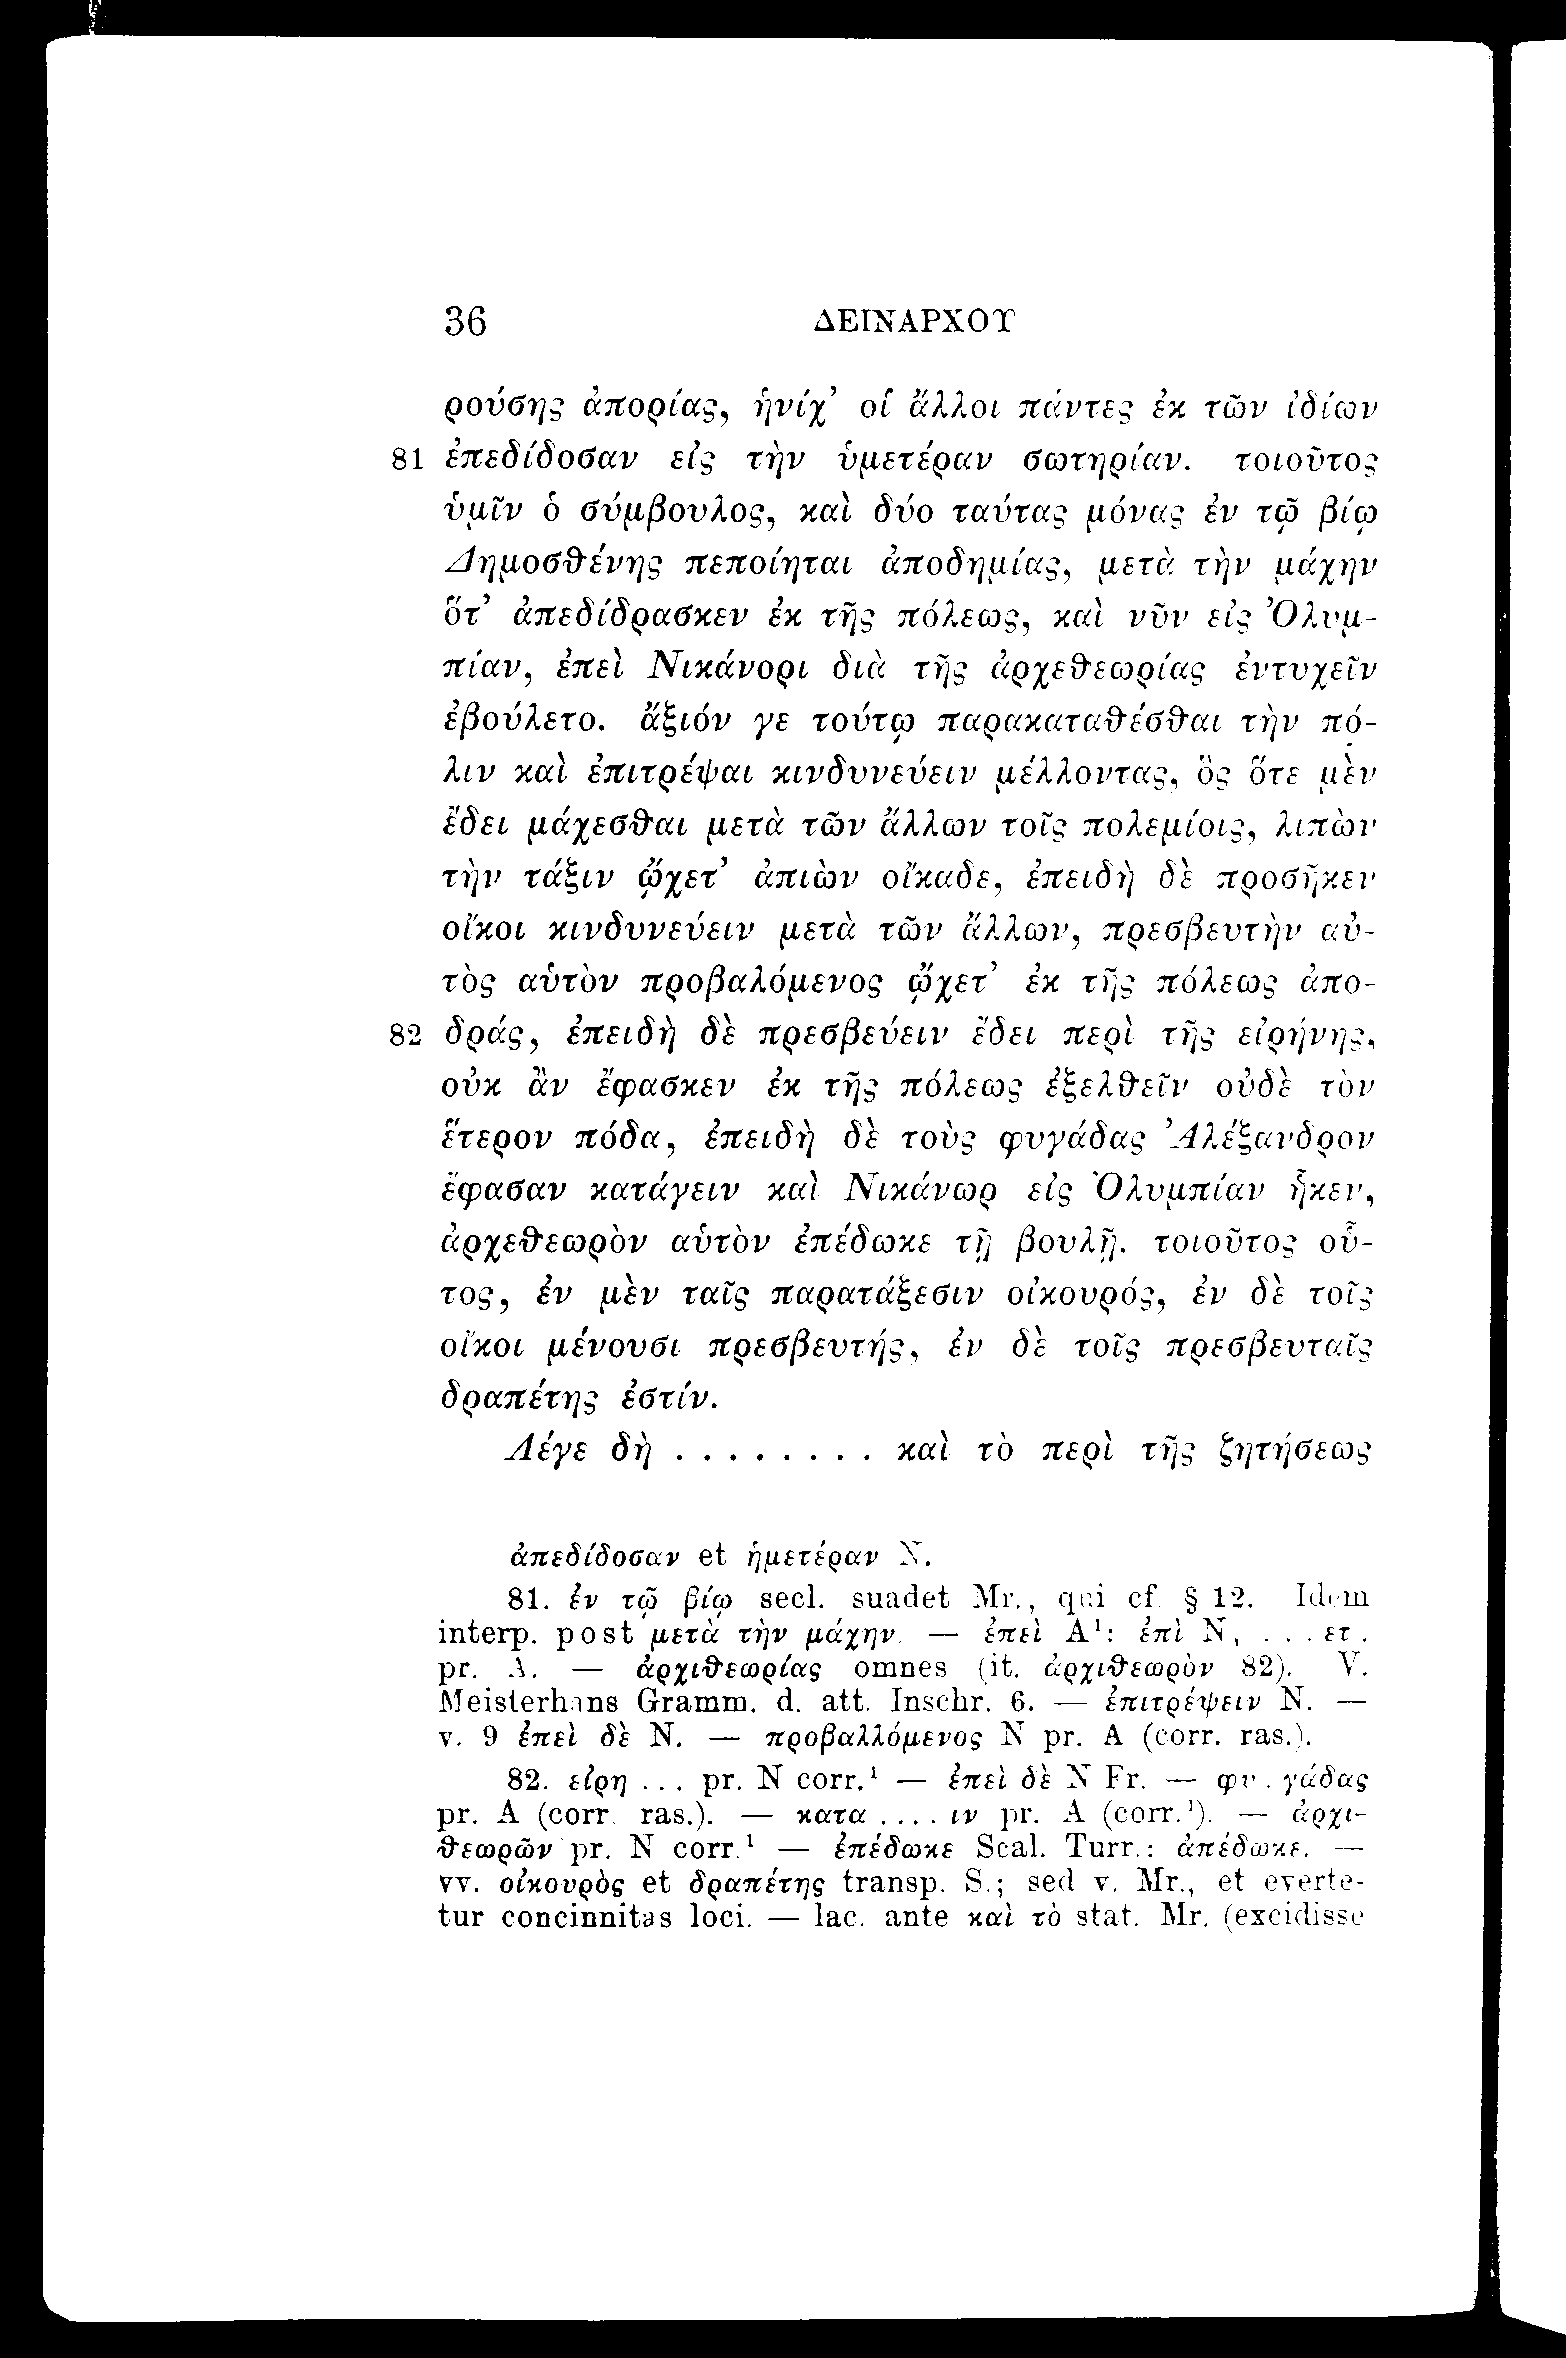 36 ΔΕΙΝΑΡΧΟΥ
ρούσης ἀπορίας, ἡνίχ’ οἱ ἄλλοι πάντες ἐκ τῶν ἰδίων
81 ἐπεδίδοσαν εἰς τὴν ὑμετέραν σωτηρίαν. τοιοῦτος
ὑμῖν ὁ σύμβουλος, καὶ δύο ταύτας μόνας ἐν τῷ βίῳ
Δημοσθένης πεποίηται ἀποδημίας, μετὰ τὴν μάχην
ὅτ’ ἀπεδίδρασκεν ἐκ τῆς πόλεως, καὶ νῦν εἰς Ὀλυμ-
πίαν, ἐπεὶ Νικάνορι διὰ τῆς ἀρχεθεωρίας ἐντυχεῖν
ἐβούλετο. ἄξιόν γε τούτῳ παρακαταθέσθαι τὴν πό-
λιν καὶ ἐπιτρέψαι κινδυνεύειν μέλλοντας, ὃς ὅτε μὲν
ἔδει μάχεσθαι μετὰ τῶν ἄλλων τοῖς πολεμίοις, λιπὼν
τὴν τάξιν ᾤχετ’ ἀπιὼν οἴκαδε, ἐπειδὴ δὲ προσῆκεν
οἴκοι κινδυνεύειν μετὰ τῶν ἄλλων, πρεσβευτὴν αὐ-
τὸς αὑτὸν προβαλόμενος ᾤχετ’ ἐκ τῆς πόλεως ἀπο-
82 δράς, ἐπειδὴ δὲ πρεσβεύειν ἔδει περὶ τῆς εἰρήνης,
οὐκ ἂν ἔφασκεν ἐκ τῆς πόλεως ἐξελθεῖν οὐδὲ τὸν
ἕτερον πόδα, ἐπειδὴ δὲ τοὺς φυγάδας Ἀλέξανδρον
ἔφασαν κατάγειν καὶ Νικάνωρ εἰς Ὀλυμπίαν ἧκεν,
ἀρχεθεωρὸν αὑτὸν ἐπέδωκε τῇ βουλῇ. τοιοῦτος οὗ-
τος, ἐν μὲν ταῖς παρατάξεσιν οἰκουρός, ἐν δὲ τοῖς
οἴκοι μένουσι πρεσβευτής, ἐν δὲ τοῖς πρεσβευταῖς
δραπέτης ἐστίν.
Λέγε δὴ . . . . . . . . καὶ τὸ περὶ τῆς ζητήσεως
ἀπεδίδοσαν et ἡμετέραν N.
81. ἐν τῷ βίῳ secl. suadet Mr., qui cf. § 12. Idem
interp. post μετὰ τὴν μάχην. — ἐπεὶ A¹: ἐπὶ N, . . . ετ .
pr. A. — ἀρχιθεωρίας omnes (it. ἀρχιθεωρὸν 82). V.
Meisterhans Gramm. d. att. Inschr. 6. — ἐπιτρέψειν N. —
v. 9 ἐπεὶ δὲ N. — προβαλλόμενος N pr. A (corr. ras.).
82. εἰρη ... pr. N corr.¹ — ἐπεὶ δὲ N Fr. — φυ . γάδας
pr. A (corr. ras.). — κατα .... ιν pr. A (corr.¹). — ἀρχι-
θεωρῶν pr. N corr.¹ — ἐπέδωκε Scal. Turr.: ἀπέδωκε. —
vv. οἰκουρὸς et δραπέτης transp. S.; sed v. Mr., et everte-
tur concinnitas loci. — lac. ante καὶ τὸ stat. Mr. (excidisse